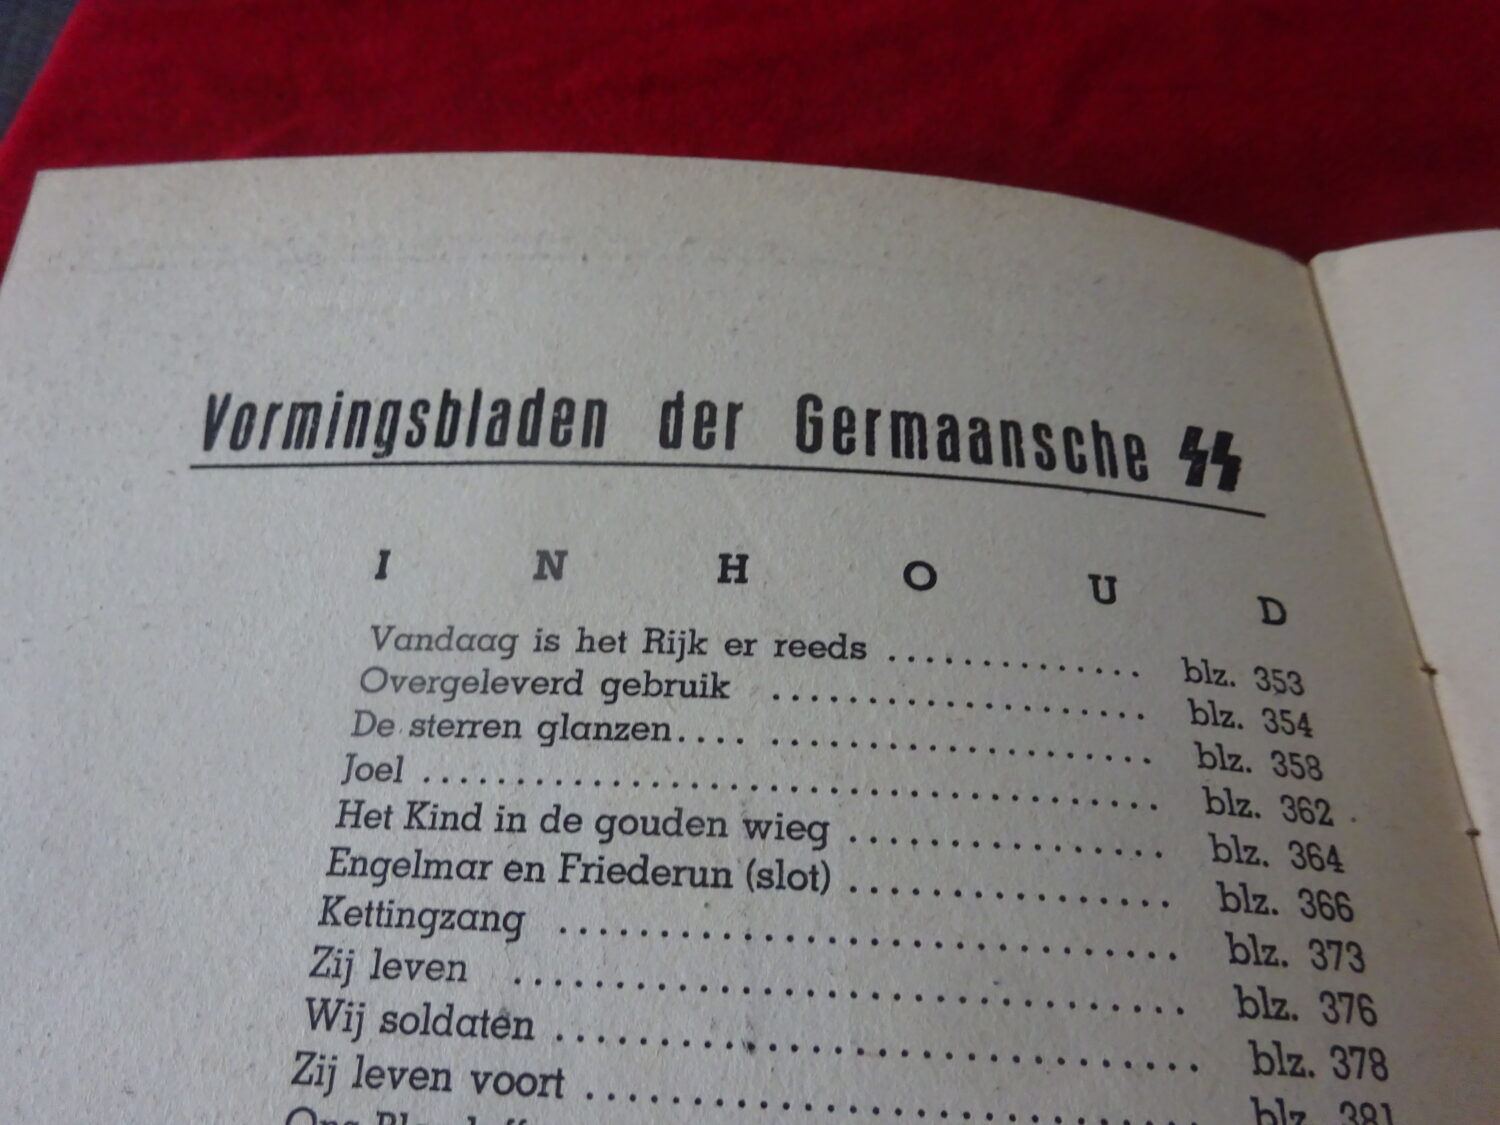 Vormingsbladen der Germaansche SS
INHOUD
Vandaag is het Rijk er reeds .............. blz. 353
Overgeleverd gebruik .................... blz. 354
De sterren glanzen.... .................... blz. 358
Joel ....................................... blz. 362
Het Kind in de gouden wieg ................. blz. 364
Engelmar en Friederun (slot) ................. blz. 366
Kettingzang ................................. blz. 373
Zij leven .................................... blz. 376
Wij soldaten ................................... blz. 378
Zij leven voort ................................. blz. 381